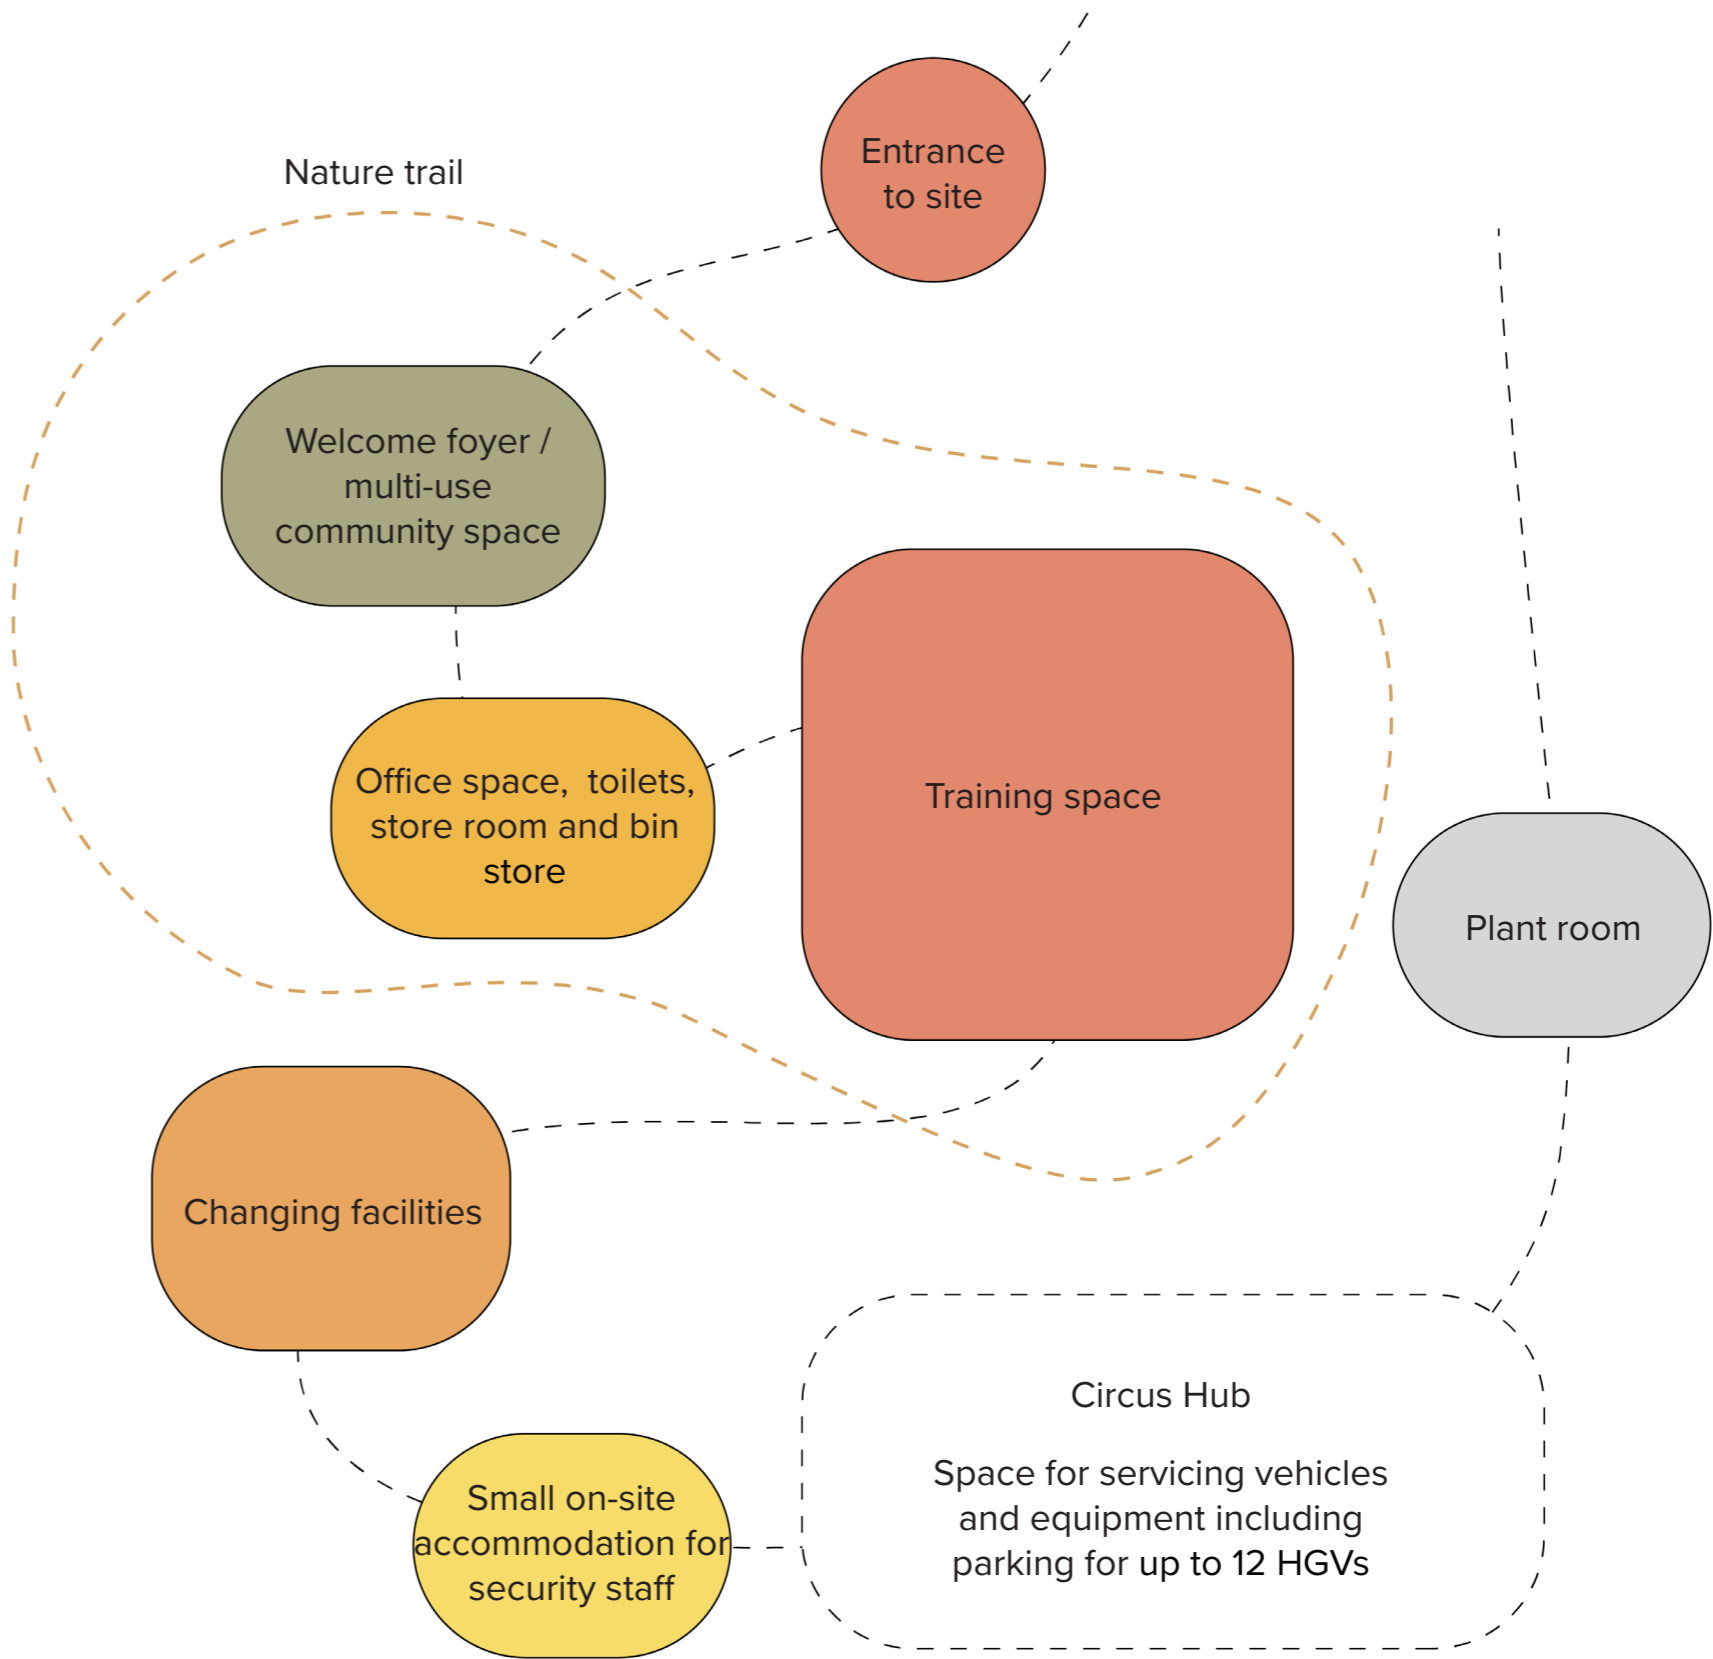 Entrance
to site
Nature trail
Welcome foyer /
multi-use
community space
Office space, toilets,
store room and bin
store
Training space
Plant room
Changing facilities
Circus Hub
Space for servicing vehicles
and equipment including
parking for up to 12 HGVs
Small on-site
accommodation for
security staff